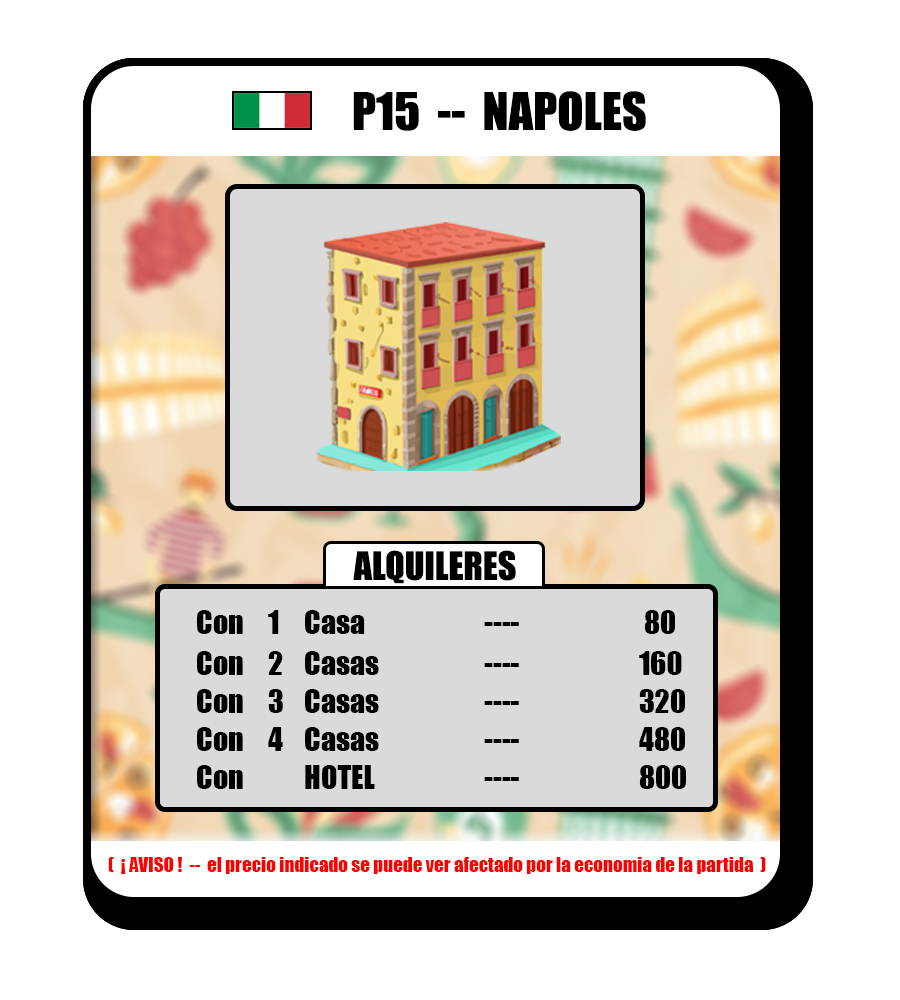 P15 -- NAPOLES
ALQUILERES
Con 1 Casa ---- 80
Con 2 Casas ---- 160
Con 3 Casas ---- 320
Con 4 Casas ---- 480
Con HOTEL ---- 800
( ¡ AVISO ! -- el precio indicado se puede ver afectado por la economia de la partida )